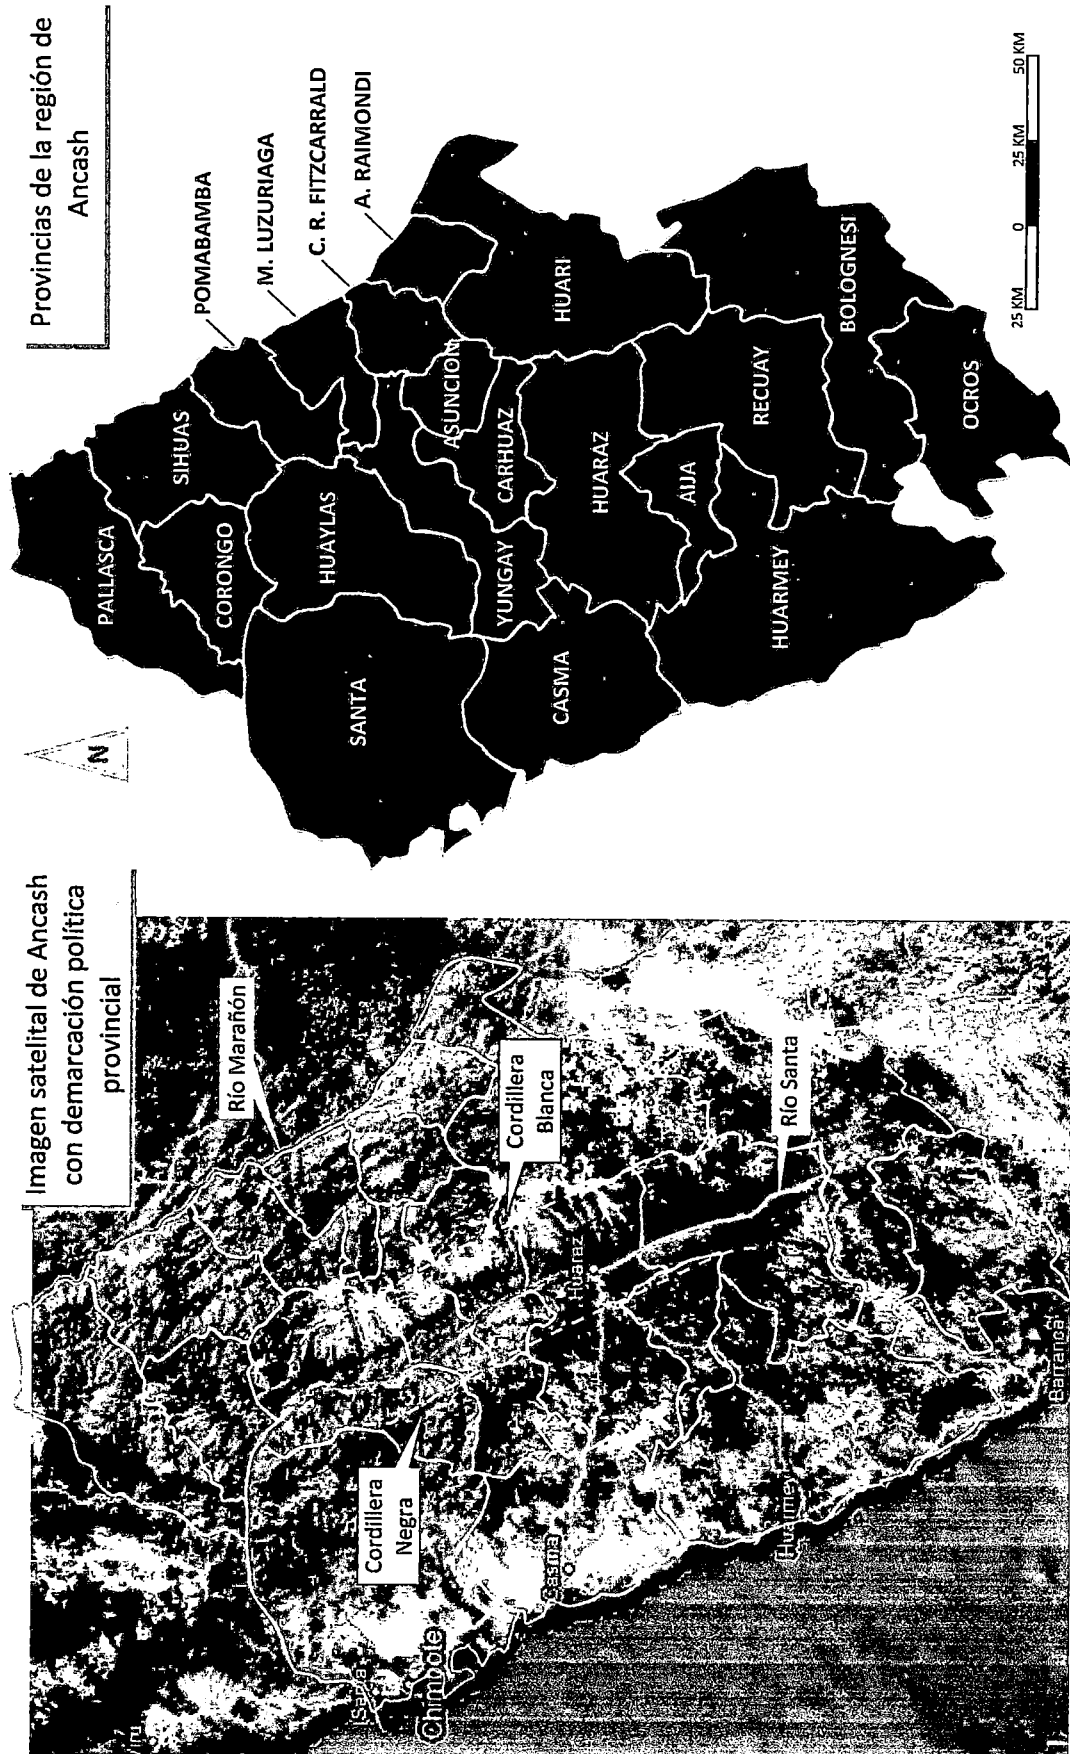 Imagen satelital de Ancash
con demarcación política
provincial
Río Marañón
Cordillera
Blanca
Río Santa
Cordillera
Negra
Huaraz
Santa
Chimbote
Casma
Huarmey
Barranca
Viru
Provincias de la región de
Ancash
N
POMABAMBA
M. LUZURIAGA
C. R. FITZCARRALD
A. RAIMONDI
PALLASCA
SIHUAS
CORONGO
HUAYLAS
SANTA
YUNGAY
CASMA
ASUNCION
CARHUAZ
HUARI
HUARAZ
AIJA
RECUAY
HUARMEY
BOLOGNESI
OCROS
25 KM
0
25 KM
50 KM